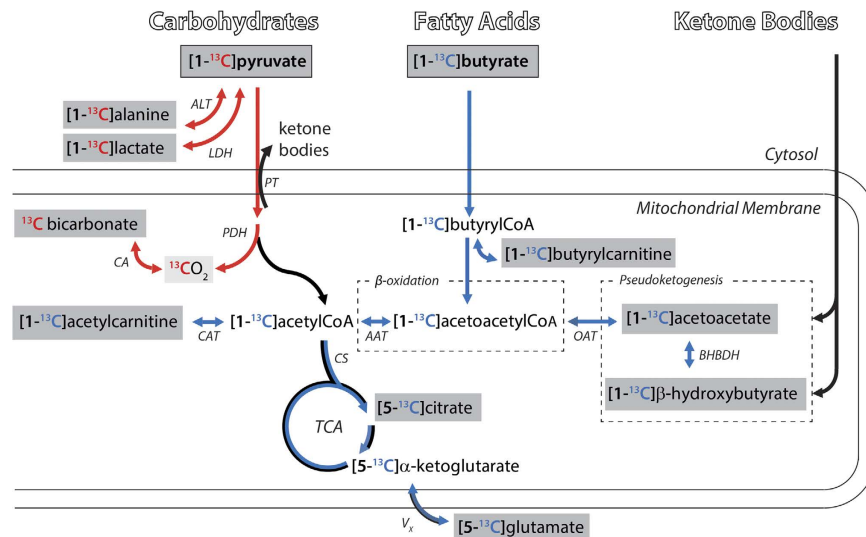 Carbohydrates Fatty Acids Ketone Bodies
[1-¹³C]pyruvate [1-¹³C]butyrate
ALT
[1-¹³C]alanine
[1-¹³C]lactate
LDH
ketone
bodies
PT
Cytosol
Mitochondrial Membrane
¹³C bicarbonate
PDH
[1-¹³C]butyrylCoA
CA
¹³CO₂
[1-¹³C]butyrylcarnitine
β-oxidation
Pseudoketogenesis
[1-¹³C]acetylcarnitine
CAT
[1-¹³C]acetylCoA
AAT
[1-¹³C]acetoacetylCoA
OAT
[1-¹³C]acetoacetate
CS
BHBDH
[1-¹³C]β-hydroxybutyrate
[5-¹³C]citrate
TCA
[5-¹³C]α-ketoglutarate
Vₓ
[5-¹³C]glutamate